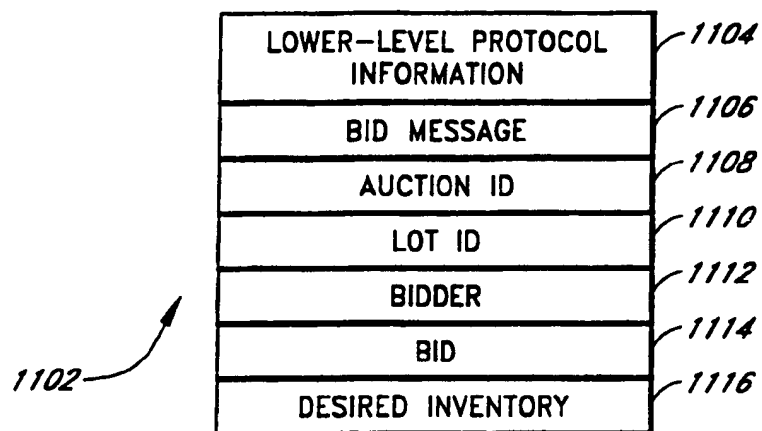 LOWER-LEVEL PROTOCOL
INFORMATION
1104
BID MESSAGE
1106
AUCTION ID
1108
LOT ID
1110
BIDDER
1112
BID
1114
DESIRED INVENTORY
1116
1102